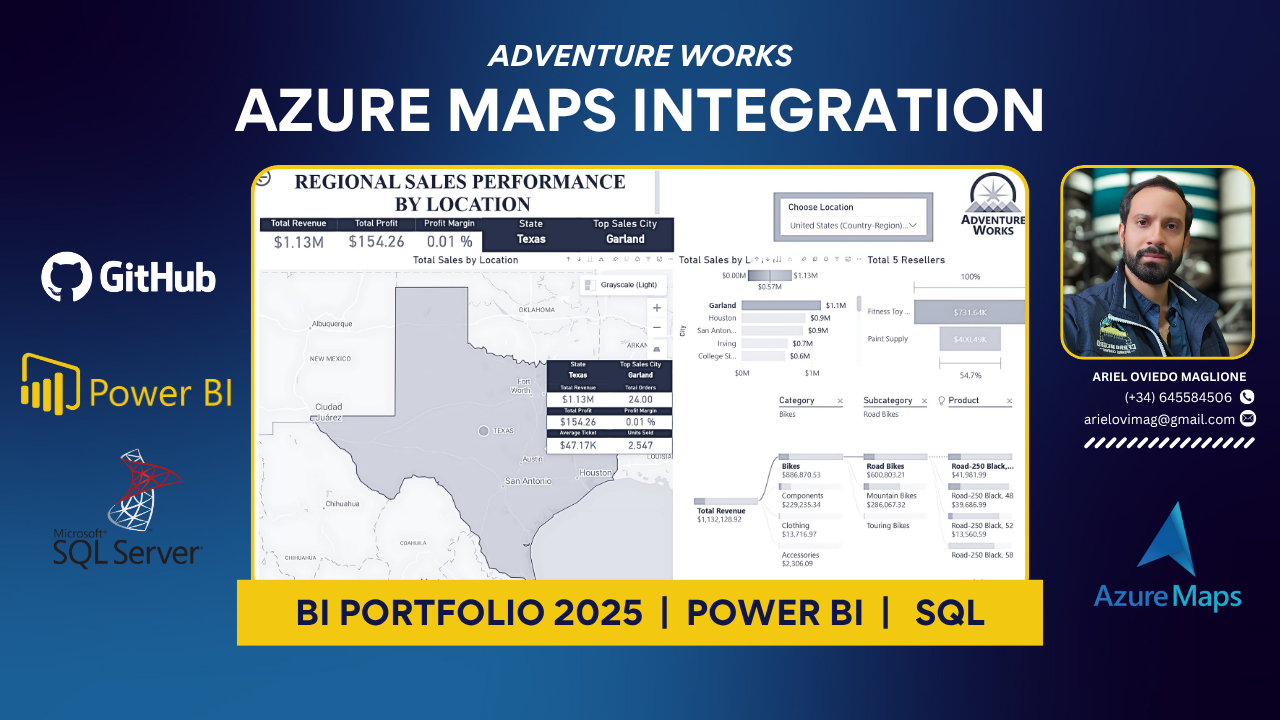 ADVENTURE WORKS
AZURE MAPS INTEGRATION
GitHub
Power BI
Microsoft®
SQL Server
REGIONAL SALES PERFORMANCE
BY LOCATION
Total Revenue Total Profit Profit Margin State Top Sales City
$1.13M $154.26 0.01 % Texas Garland
Choose Location
United States (Country-Region)...
ADVENTURE
WORKS
Total Sales by Location
Grayscale (Light)
OKLAHOMA
Albuquerque
NEW MEXICO
ARKAN
Fort
Worth
Ciudad
Juárez
TEXAS
Austin
Houston
San Antonio
LOUISIA
Chihuahua
CHIHUAHUA
COAHUILA
State Top Sales City
Texas Garland
Total Revenue Total Orders
$1.13M 24.00
Total Profit Profit Margin
$154.26 0.01 %
Average Ticket Units Sold
$47.17K 2,547
Total Sales by L
$0.00M $1.13M
$0.57M
City
Garland $1.1M
Houston $0.9M
San Anton... $0.9M
Irving $0.7M
College St... $0.6M
$0M $1M
Total 5 Resellers
100%
Fitness Toy ... $731.64K
Paint Supply
54.7%
Category Subcategory Product
Bikes Road Bikes
Total Revenue
$1,132,128.92
Bikes
$886,870.53
Components
$229,235.34
Clothing
$13,716.97
Accessories
$2,306.09
Road Bikes
$600,803.21
Mountain Bikes
$286,067.32
Touring Bikes
Road-250 Black,...
$41,981.99
Road-250 Black, 48
$39,686.99
Road-250 Black, 52
$13,560.59
Road-250 Black, 58
ARIEL OVIEDO MAGLIONE
(+34) 645584506
arielovimag@gmail.com
Azure Maps
BI PORTFOLIO 2025 | POWER BI | SQL